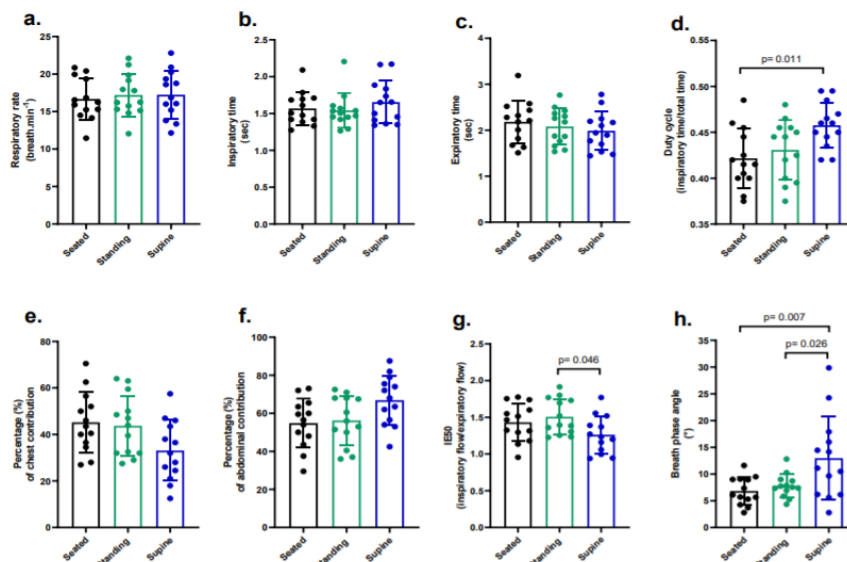 a.
Respiratory rate
(breath.min⁻¹)
25
20
15
10
5
0
Seated
Standing
Supine
b.
Inspiratory time
(sec)
2.5
2.0
1.5
1.0
0.5
0.0
Seated
Standing
Supine
c.
Expiratory time
(sec)
4
3
2
1
0
Seated
Standing
Supine
d.
Duty cycle
(inspiratory time/total time)
p= 0.011
0.50
0.45
0.40
0.35
Seated
Standing
Supine
e.
Percentage (%)
of chest contribution
80
60
40
20
0
Seated
Standing
Supine
f.
Percentage (%)
of abdominal contribution
100
80
60
40
20
0
Seated
Standing
Supine
g.
IE50
(inspiratory flow/expiratory flow)
p= 0.046
2.5
2.0
1.5
1.0
0.5
0.0
Seated
Standing
Supine
h.
Breath phase angle
(°)
p= 0.007
p= 0.026
35
30
25
20
15
10
5
0
Seated
Standing
Supine